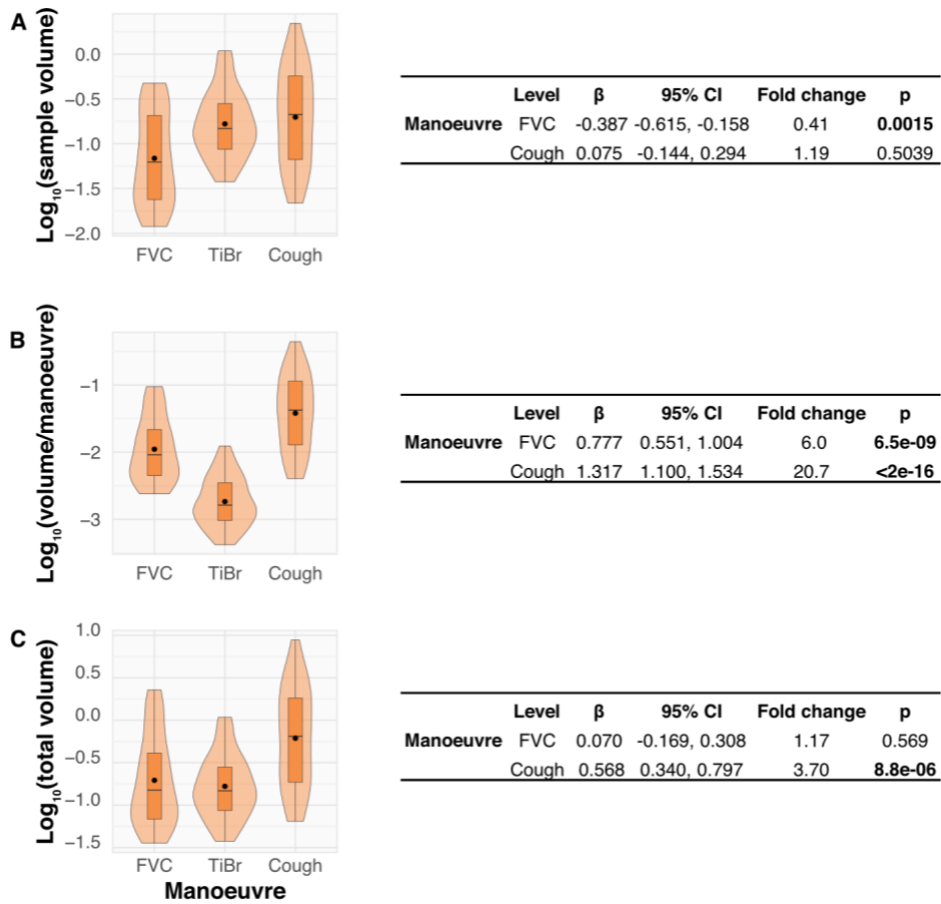 A
Log10(sample volume)
0.0
−0.5
−1.0
−1.5
−2.0
FVC TiBr Cough
Level β 95% CI Fold change p
Manoeuvre FVC -0.387 -0.615, -0.158 0.41 0.0015
Cough 0.075 -0.144, 0.294 1.19 0.5039
B
Log10(volume/manoeuvre)
−1
−2
−3
FVC TiBr Cough
Level β 95% CI Fold change p
Manoeuvre FVC 0.777 0.551, 1.004 6.0 6.5e-09
Cough 1.317 1.100, 1.534 20.7 <2e-16
C
Log10(total volume)
1.0
0.5
0.0
−0.5
−1.0
−1.5
FVC TiBr Cough
Manoeuvre
Level β 95% CI Fold change p
Manoeuvre FVC 0.070 -0.169, 0.308 1.17 0.569
Cough 0.568 0.340, 0.797 3.70 8.8e-06